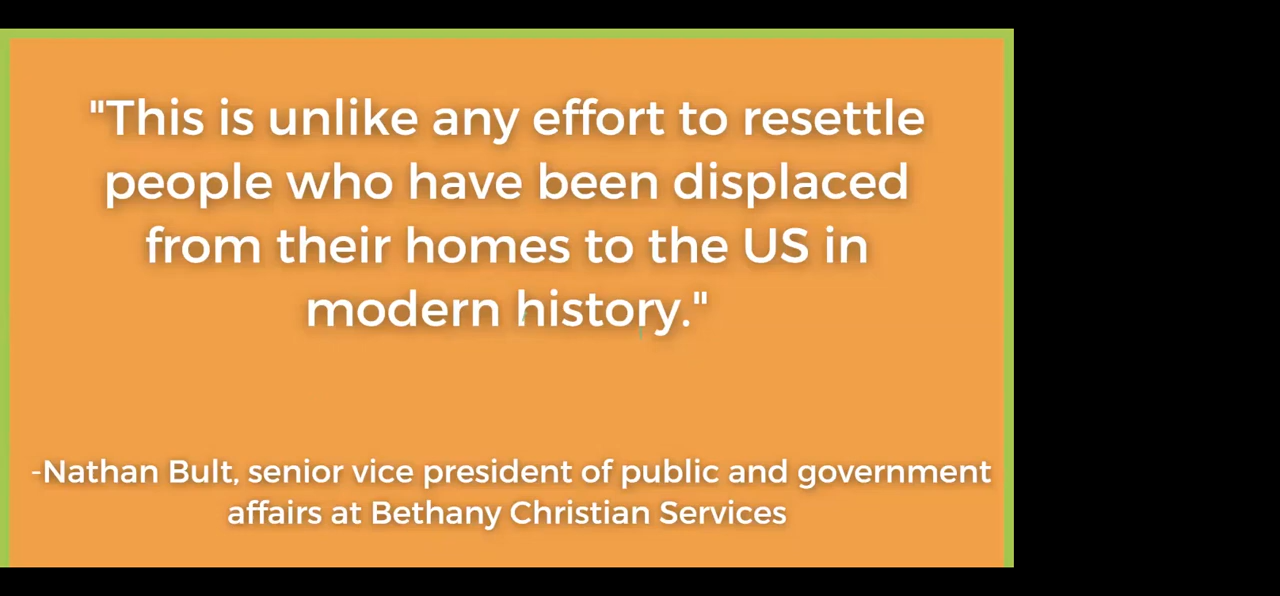 "This is unlike any effort to resettle
people who have been displaced
from their homes to the US in
modern history."
-Nathan Bult, senior vice president of public and government
affairs at Bethany Christian Services